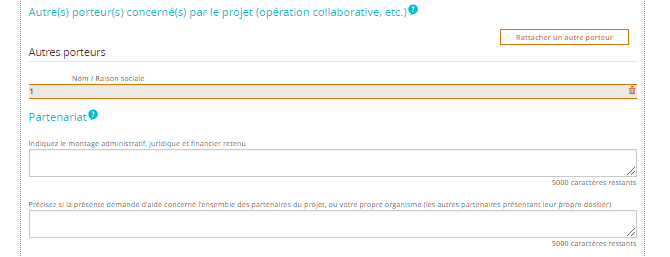 Autre(s) porteur(s) concerné(s) par le projet (opération collaborative, etc.) ?
Rattacher un autre porteur
Autres porteurs
Nom / Raison sociale
1
Partenariat ?
Indiquez le montage administratif, juridique et financier retenu
5000 caractères restants
Précisez si la présente demande d'aide concerne l'ensemble des partenaires du projet, ou votre propre organisme (les autres partenaires présentant leur propre dossier)
5000 caractères restants